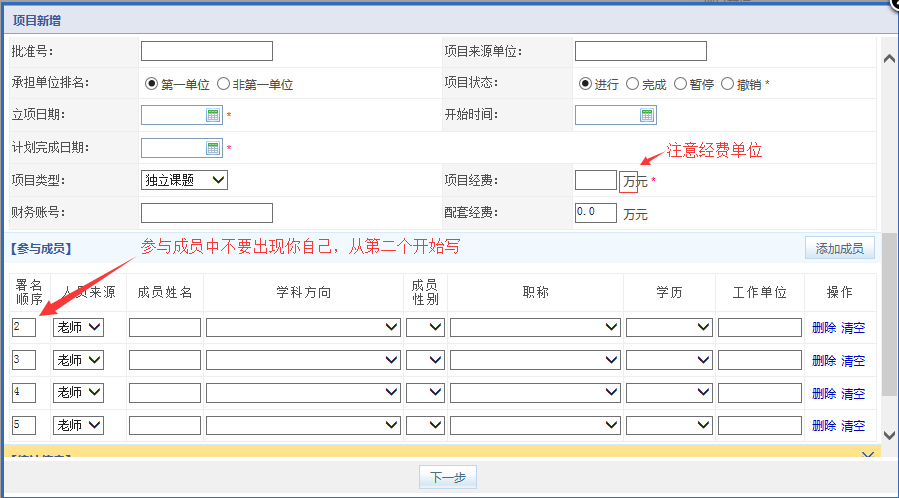 项目新增
批准号：
项目来源单位：
承担单位排名： 第一单位 非第一单位
项目状态： 进行 完成 暂停 撤销 *
立项日期： *
开始时间：
计划完成日期： *
注意经费单位
项目类型： 独立课题
项目经费： 万元 *
财务账号：
配套经费： 0.0 万元
【参与成员】
参与成员中不要出现你自己，从第二个开始写
添加成员
署名顺序 人员来源 成员姓名 学科方向 成员性别 职称 学历 工作单位 操作
2 老师 删除 清空
3 老师 删除 清空
4 老师 删除 清空
5 老师 删除 清空
下一步